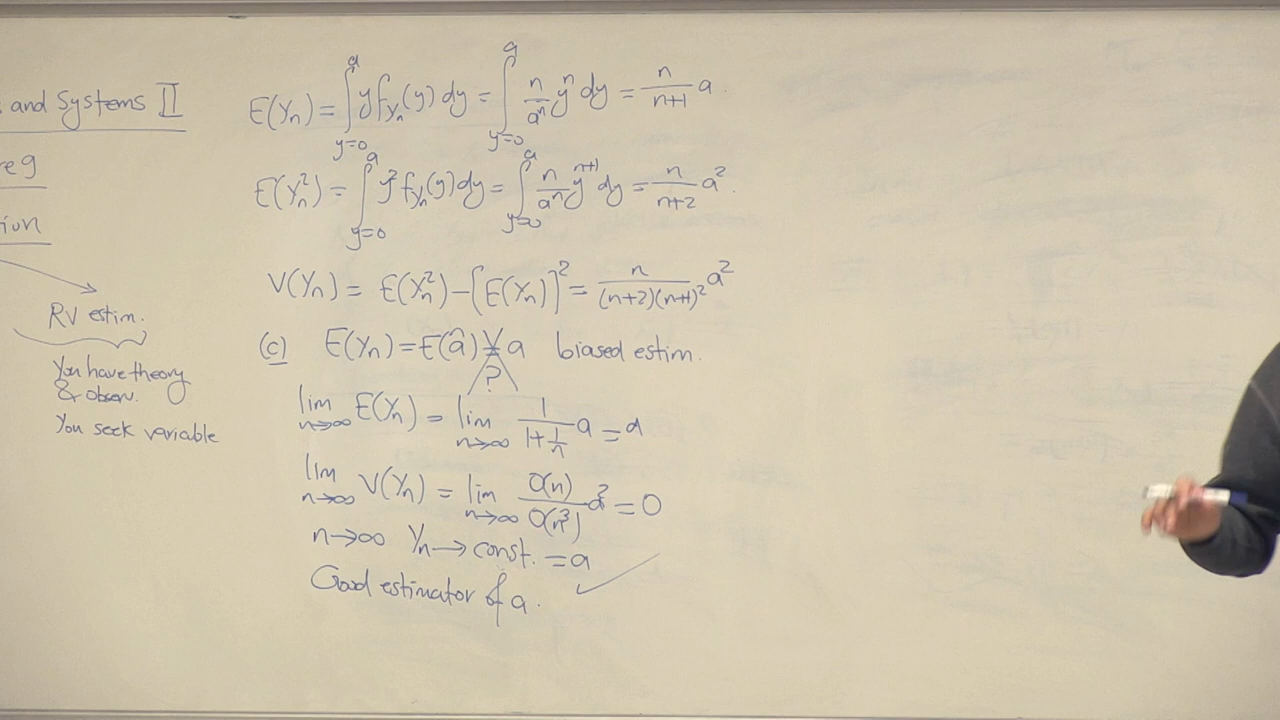 and Systems II
eg
ion
RV estim.
You have theory
& observ.
You seek variable
E(Yₙ) = ∫_{y=0}^{a} y f_{Yₙ}(y) dy = ∫_{y=0}^{a} n/aⁿ yⁿ dy = n/(n+1) a.
E(Yₙ²) = ∫_{y=0}^{a} y² f_{Yₙ}(y) dy = ∫_{y=0}^{a} n/aⁿ yⁿ⁺¹ dy = n/(n+2) a².
V(Yₙ) = E(Yₙ²) − [E(Yₙ)]² = n/((n+2)(n+1)²) a²
(c) E(Yₙ) = E(â) ≠ a biased estim.
?
lim_{n→∞} E(Yₙ) = lim_{n→∞} 1/(1+1/n) a = a
lim_{n→∞} V(Yₙ) = lim_{n→∞} O(n)/O(n³) a² = 0
n→∞ Yₙ → const. = a
Good estimator of a.